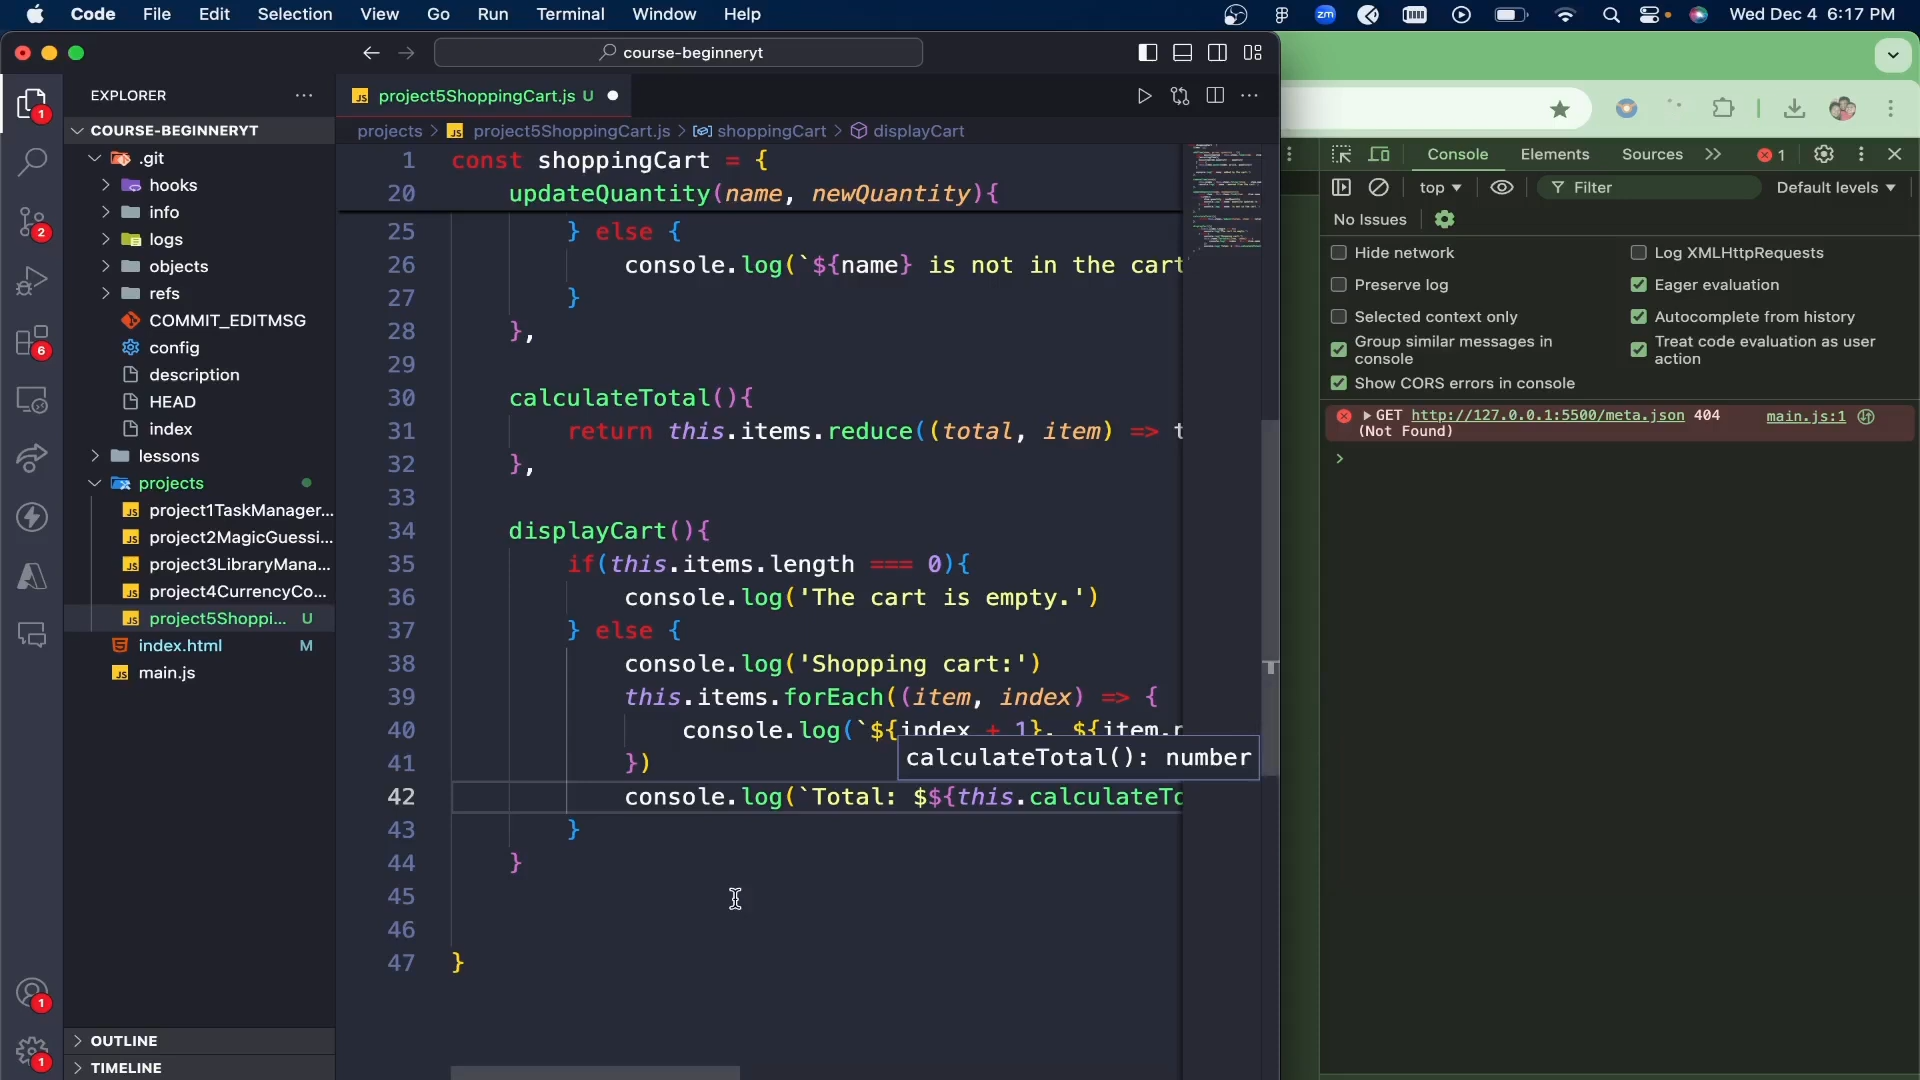 Code File Edit Selection View Go Run Terminal Window Help zm Wed Dec 4 6:17 PM
course-beginneryt
EXPLORER
project5ShoppingCart.js U
COURSE-BEGINNERYT
projects > project5ShoppingCart.js > shoppingCart > displayCart
.git
hooks
info
logs
objects
refs
COMMIT_EDITMSG
config
description
HEAD
index
lessons
projects
project1TaskManager...
project2MagicGuessi...
project3LibraryMana...
project4CurrencyCo...
project5Shoppi... U
index.html M
main.js
OUTLINE
TIMELINE
1
2
6
1
1
1 const shoppingCart = {
20 updateQuantity(name, newQuantity){
25 } else {
26 console.log(`${name} is not in the cart
27 }
28 },
29
30 calculateTotal(){
31 return this.items.reduce((total, item) => t
32 },
33
34 displayCart(){
35 if(this.items.length === 0){
36 console.log('The cart is empty.')
37 } else {
38 console.log('Shopping cart:')
39 this.items.forEach((item, index) => {
40 console.log(`${index + 1}. ${item.
calculateTotal(): number
41 })
42 console.log(`Total: $${this.calculateTo
43 }
44 }
45
46
47 }
Console Elements Sources 1
top Filter Default levels
No Issues
Hide network Log XMLHttpRequests
Preserve log Eager evaluation
Selected context only Autocomplete from history
Group similar messages in console
Treat code evaluation as user action
Show CORS errors in console
GET http://127.0.0.1:5500/meta.json 404 main.js:1
(Not Found)